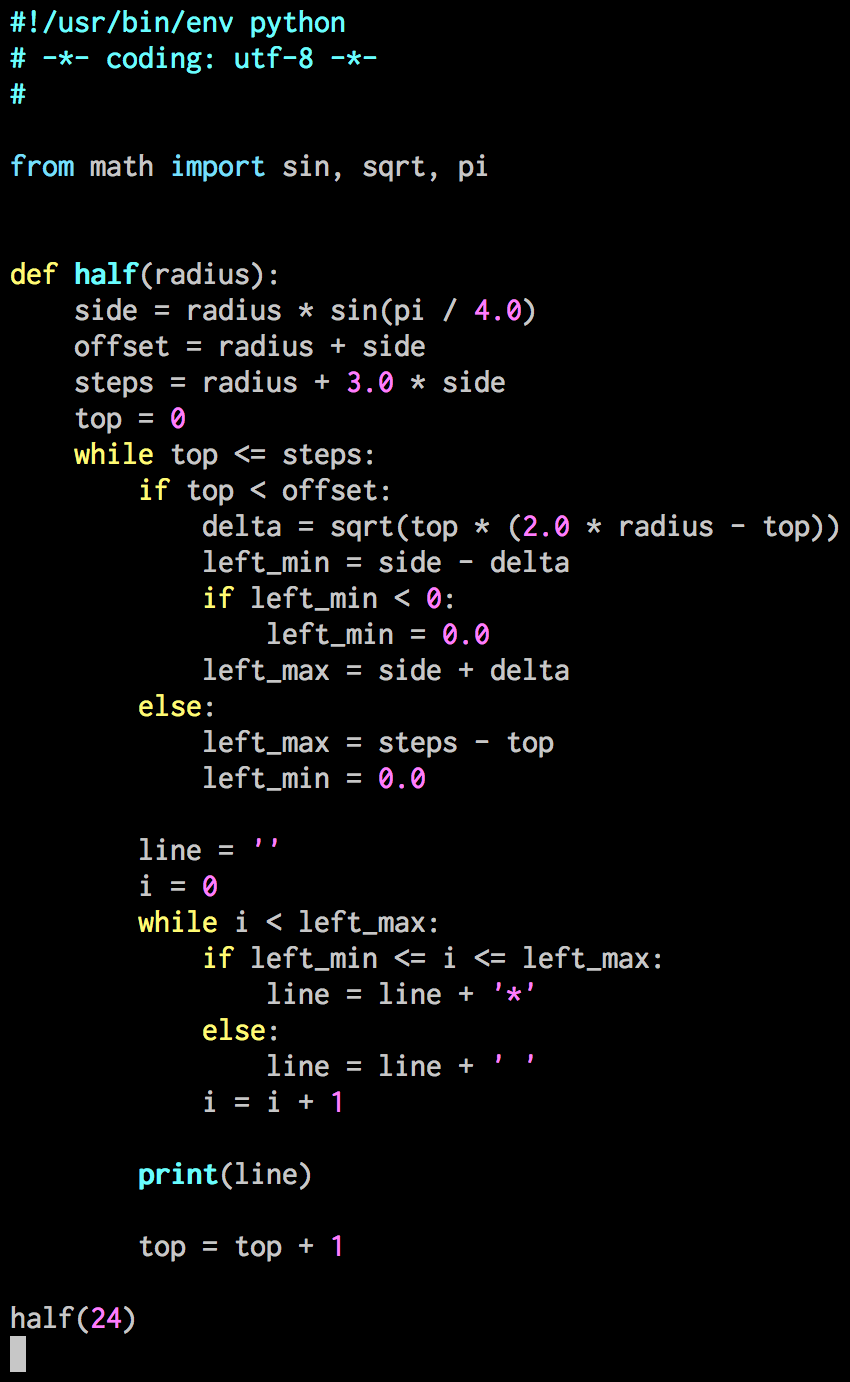 #!/usr/bin/env python
# -*- coding: utf-8 -*-
#

from math import sin, sqrt, pi


def half(radius):
    side = radius * sin(pi / 4.0)
    offset = radius + side
    steps = radius + 3.0 * side
    top = 0
    while top <= steps:
        if top < offset:
            delta = sqrt(top * (2.0 * radius - top))
            left_min = side - delta
            if left_min < 0:
                left_min = 0.0
            left_max = side + delta
        else:
            left_max = steps - top
            left_min = 0.0

        line = ''
        i = 0
        while i < left_max:
            if left_min <= i <= left_max:
                line = line + '*'
            else:
                line = line + ' '
            i = i + 1

        print(line)

        top = top + 1

half(24)